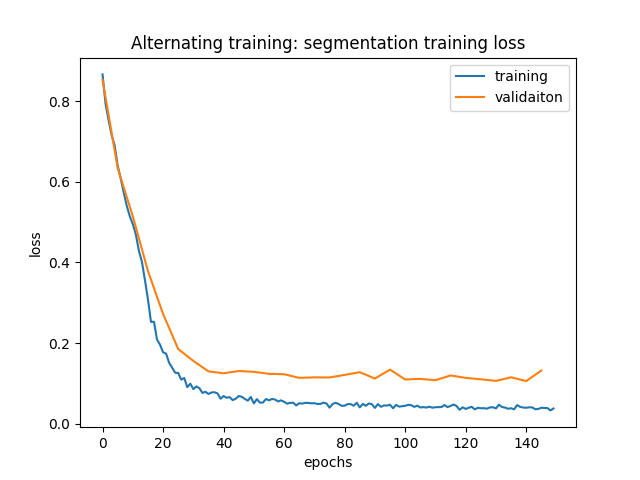 Alternating training: segmentation training loss
training
validaiton
0.8
0.6
0.4
0.2
0.0
loss
0 20 40 60 80 100 120 140
epochs